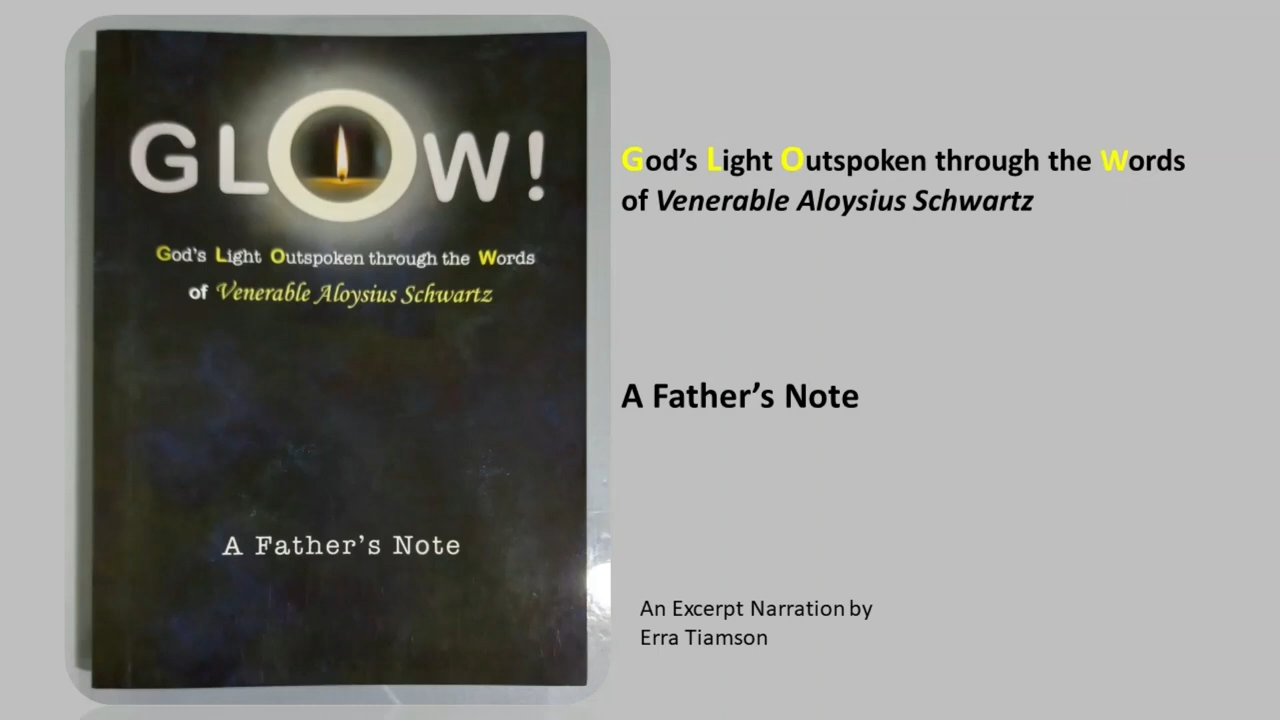 GLOW!
God's Light Outspoken through the Words
of Venerable Aloysius Schwartz
A Father's Note
God’s Light Outspoken through the Words
of Venerable Aloysius Schwartz
A Father’s Note
An Excerpt Narration by
Erra Tiamson